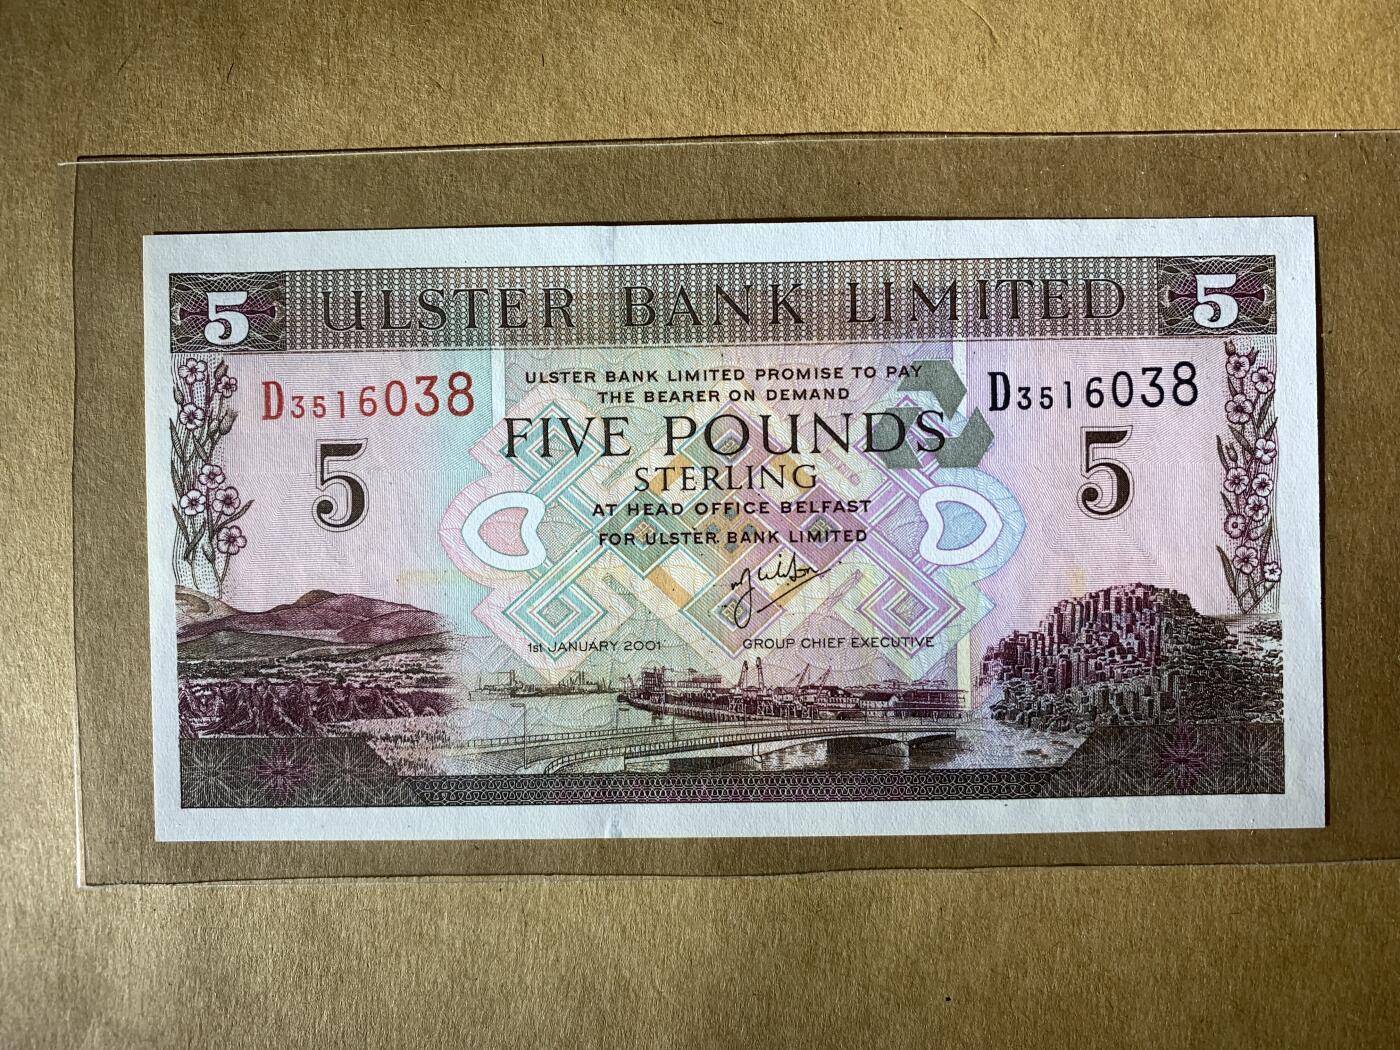 5 ULSTER BANK LIMITED 5
D3516038
ULSTER BANK LIMITED PROMISE TO PAY
THE BEARER ON DEMAND
D3516038
5
FIVE POUNDS
5
STERLING
AT HEAD OFFICE BELFAST
FOR ULSTER BANK LIMITED
1st JANUARY 2001
GROUP CHIEF EXECUTIVE